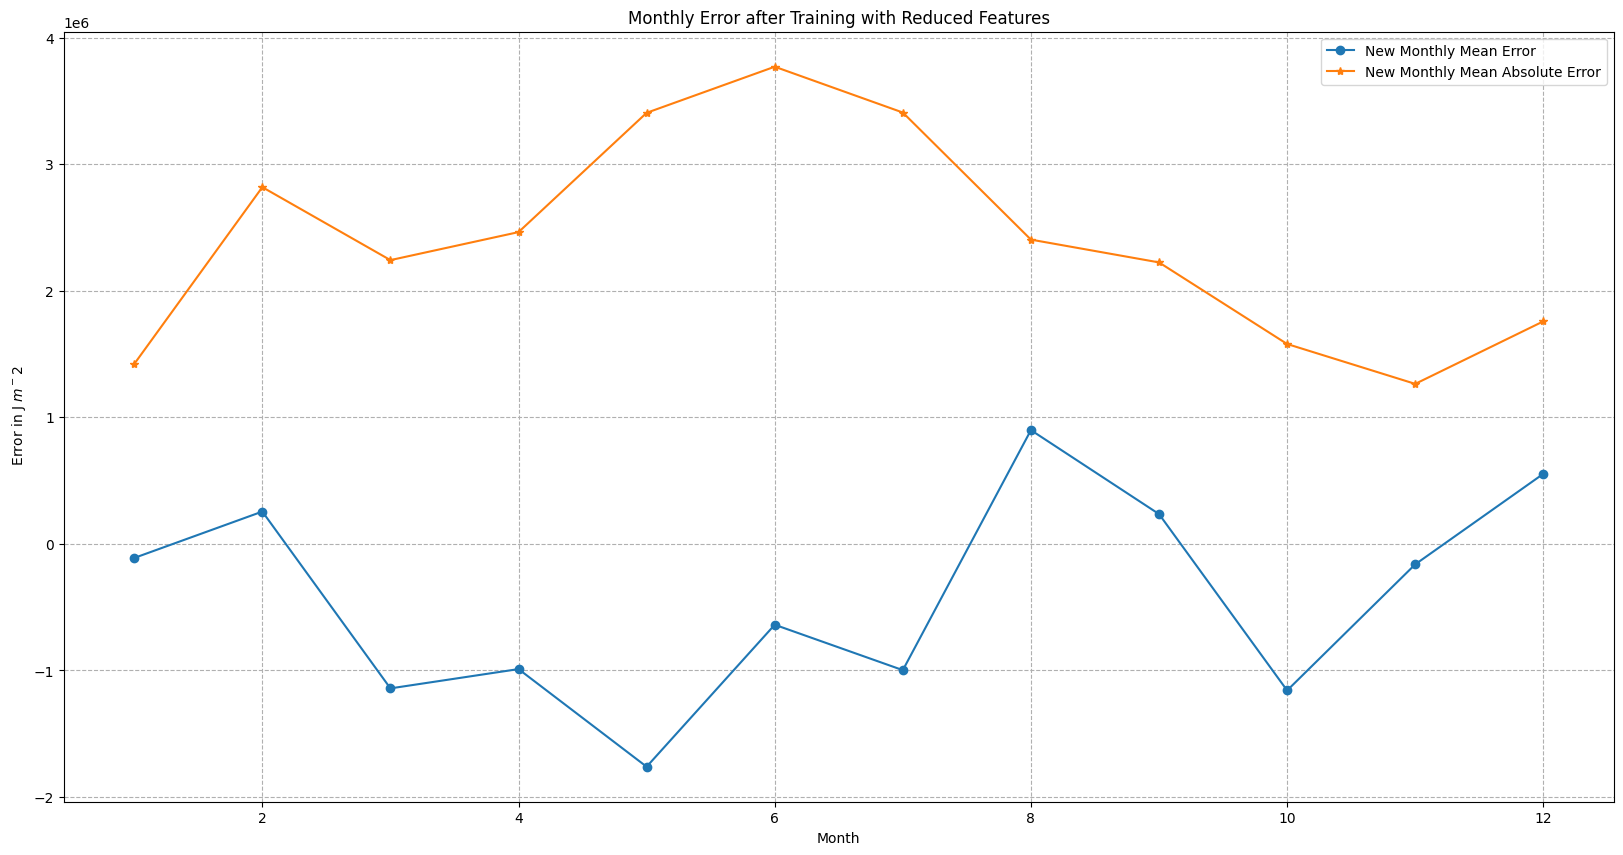 Monthly Error after Training with Reduced Features
1e6
New Monthly Mean Error
New Monthly Mean Absolute Error
4
3
2
1
0
−1
−2
Error in J m⁻2
2 4 6 8 10 12
Month